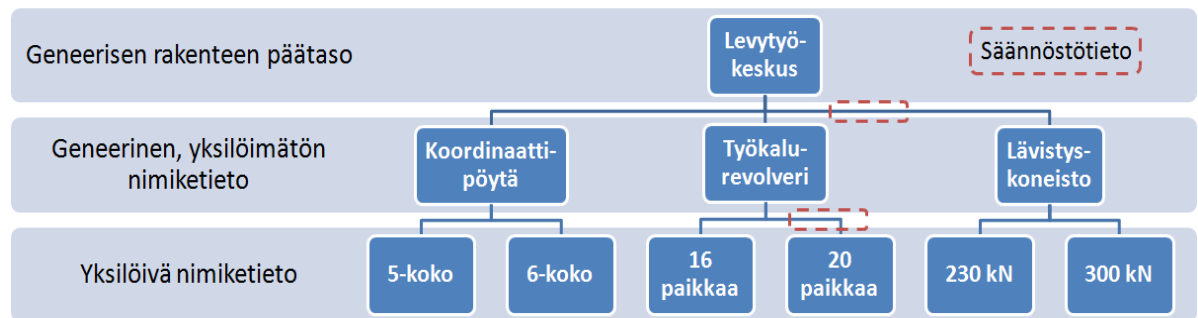 Geneerisen rakenteen päätaso
Levytyö-
keskus
Säännöstötieto
Geneerinen, yksilöimätön
nimiketieto
Koordinaatti-
pöytä
Työkalu-
revolveri
Lävistys-
koneisto
Yksilöivä nimiketieto
5-koko
6-koko
16
paikkaa
20
paikkaa
230 kN
300 kN